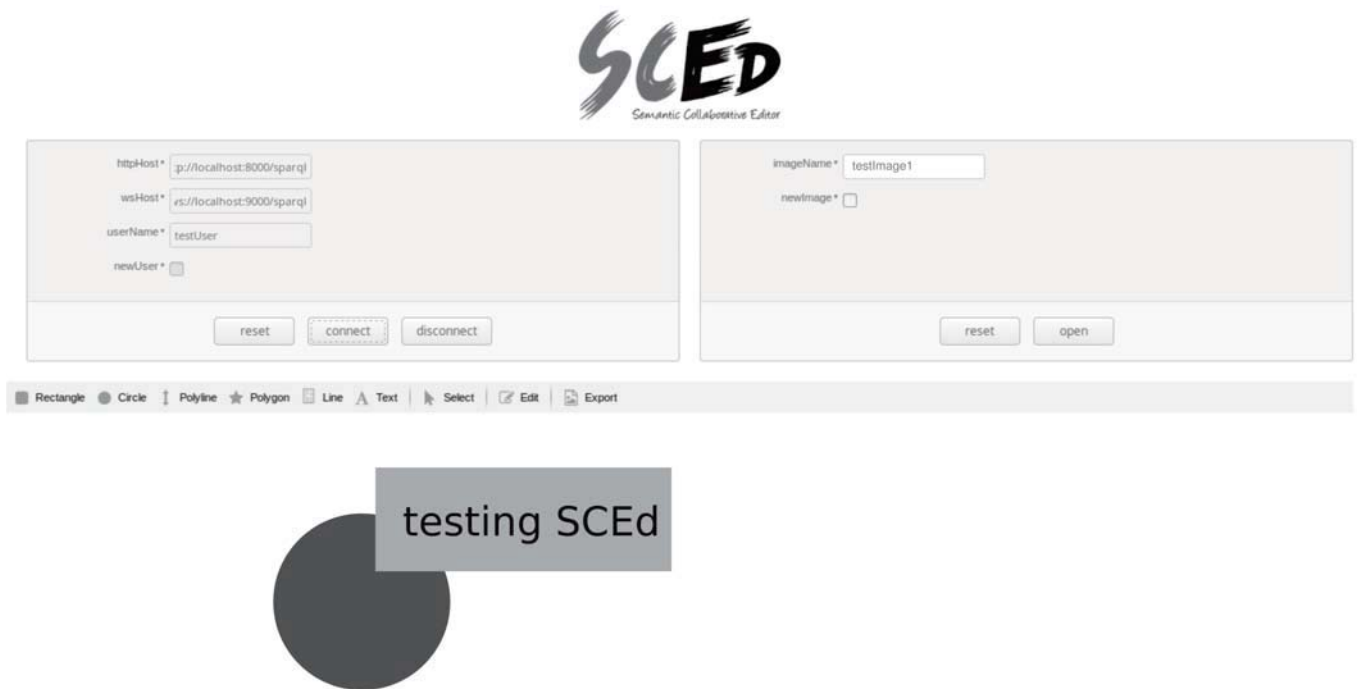 SCED
Semantic Collaborative Editor
httpHost *
:p://localhost:8000/sparql
wsHost *
rs://localhost:9000/sparql
userName *
testUser
newUser *
reset connect disconnect
imageName *
testImage1
newImage *
reset open
Rectangle Circle Polyline Polygon Line Text Select Edit Export
testing SCEd